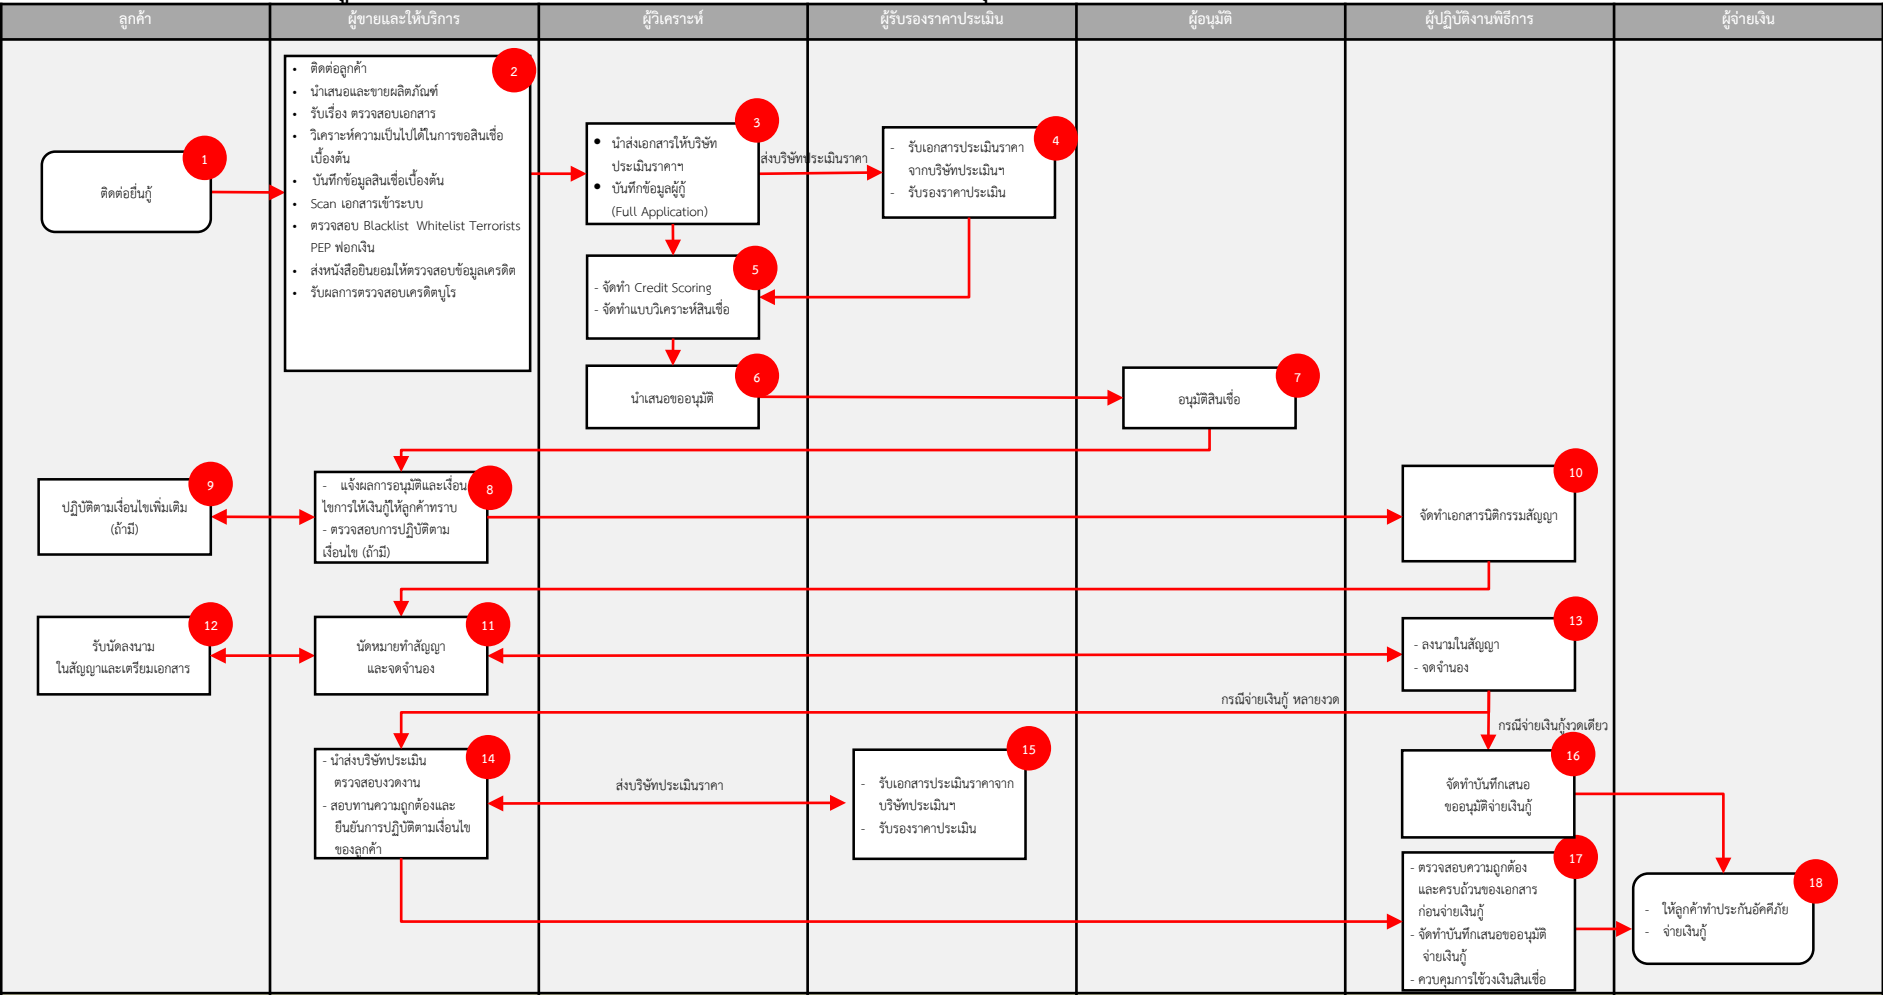 ลูกค้า
ผู้ขายและให้บริการ
ผู้วิเคราะห์
ผู้รับรองราคาประเมิน
ผู้อนุมัติ
ผู้ปฏิบัติงานพิธีการ
ผู้จ่ายเงิน
1
ติดต่อยื่นกู้
2
• ติดต่อลูกค้า
• นำเสนอและขายผลิตภัณฑ์
• รับเรื่อง ตรวจสอบเอกสาร
• วิเคราะห์ความเป็นไปได้ในการขอสินเชื่อ
เบื้องต้น
• บันทึกข้อมูลสินเชื่อเบื้องต้น
• Scan เอกสารเข้าระบบ
• ตรวจสอบ Blacklist Whitelist Terrorists
PEP ฟอกเงิน
• ส่งหนังสือยินยอมให้ตรวจสอบข้อมูลเครดิต
• รับผลการตรวจสอบเครดิตบูโร
3
• นำส่งเอกสารให้บริษัท
ประเมินราคาฯ
• บันทึกข้อมูลผู้กู้
(Full Application)
ส่งบริษัทประเมินราคา
4
- รับเอกสารประเมินราคา
จากบริษัทประเมินฯ
- รับรองราคาประเมิน
5
- จัดทำ Credit Scoring
- จัดทำแบบวิเคราะห์สินเชื่อ
6
นำเสนอขออนุมัติ
7
อนุมัติสินเชื่อ
8
- แจ้งผลการอนุมัติและเงื่อน
ไขการให้เงินกู้ให้ลูกค้าทราบ
- ตรวจสอบการปฏิบัติตาม
เงื่อนไข (ถ้ามี)
9
ปฏิบัติตามเงื่อนไขเพิ่มเติม
(ถ้ามี)
10
จัดทำเอกสารนิติกรรมสัญญา
11
นัดหมายทำสัญญา
และจดจำนอง
12
รับนัดลงนาม
ในสัญญาและเตรียมเอกสาร
13
- ลงนามในสัญญา
- จดจำนอง
กรณีจ่ายเงินกู้ หลายงวด
กรณีจ่ายเงินกู้งวดเดียว
14
- นำส่งบริษัทประเมิน
ตรวจสอบงวดงาน
- สอบทานความถูกต้องและ
ยืนยันการปฏิบัติตามเงื่อนไข
ของลูกค้า
ส่งบริษัทประเมินราคา
15
- รับเอกสารประเมินราคาจาก
บริษัทประเมินฯ
- รับรองราคาประเมิน
16
จัดทำบันทึกเสนอ
ขออนุมัติจ่ายเงินกู้
17
- ตรวจสอบความถูกต้อง
และครบถ้วนของเอกสาร
ก่อนจ่ายเงินกู้
- จัดทำบันทึกเสนอขออนุมัติ
จ่ายเงินกู้
- ควบคุมการใช้วงเงินสินเชื่อ
18
- ให้ลูกค้าทำประกันอัคคีภัย
- จ่ายเงินกู้